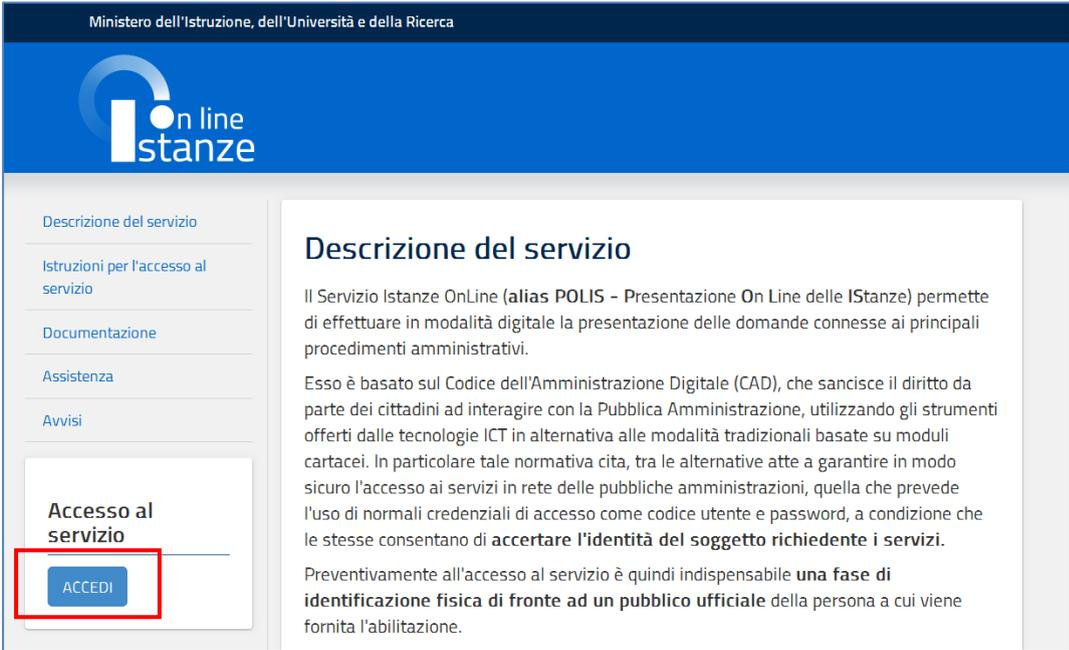 Ministero dell'Istruzione, dell'Università e della Ricerca
On line
Istanze
Descrizione del servizio
Istruzioni per l'accesso al
servizio
Documentazione
Assistenza
Avvisi
Accesso al
servizio
ACCEDI
Descrizione del servizio
Il Servizio Istanze OnLine (alias POLIS - Presentazione On Line delle IStanze) permette
di effettuare in modalità digitale la presentazione delle domande connesse ai principali
procedimenti amministrativi.
Esso è basato sul Codice dell'Amministrazione Digitale (CAD), che sancisce il diritto da
parte dei cittadini ad interagire con la Pubblica Amministrazione, utilizzando gli strumenti
offerti dalle tecnologie ICT in alternativa alle modalità tradizionali basate su moduli
cartacei. In particolare tale normativa cita, tra le alternative atte a garantire in modo
sicuro l'accesso ai servizi in rete delle pubbliche amministrazioni, quella che prevede
l'uso di normali credenziali di accesso come codice utente e password, a condizione che
le stesse consentano di accertare l'identità del soggetto richiedente i servizi.
Preventivamente all'accesso al servizio è quindi indispensabile una fase di
identificazione fisica di fronte ad un pubblico ufficiale della persona a cui viene
fornita l'abilitazione.